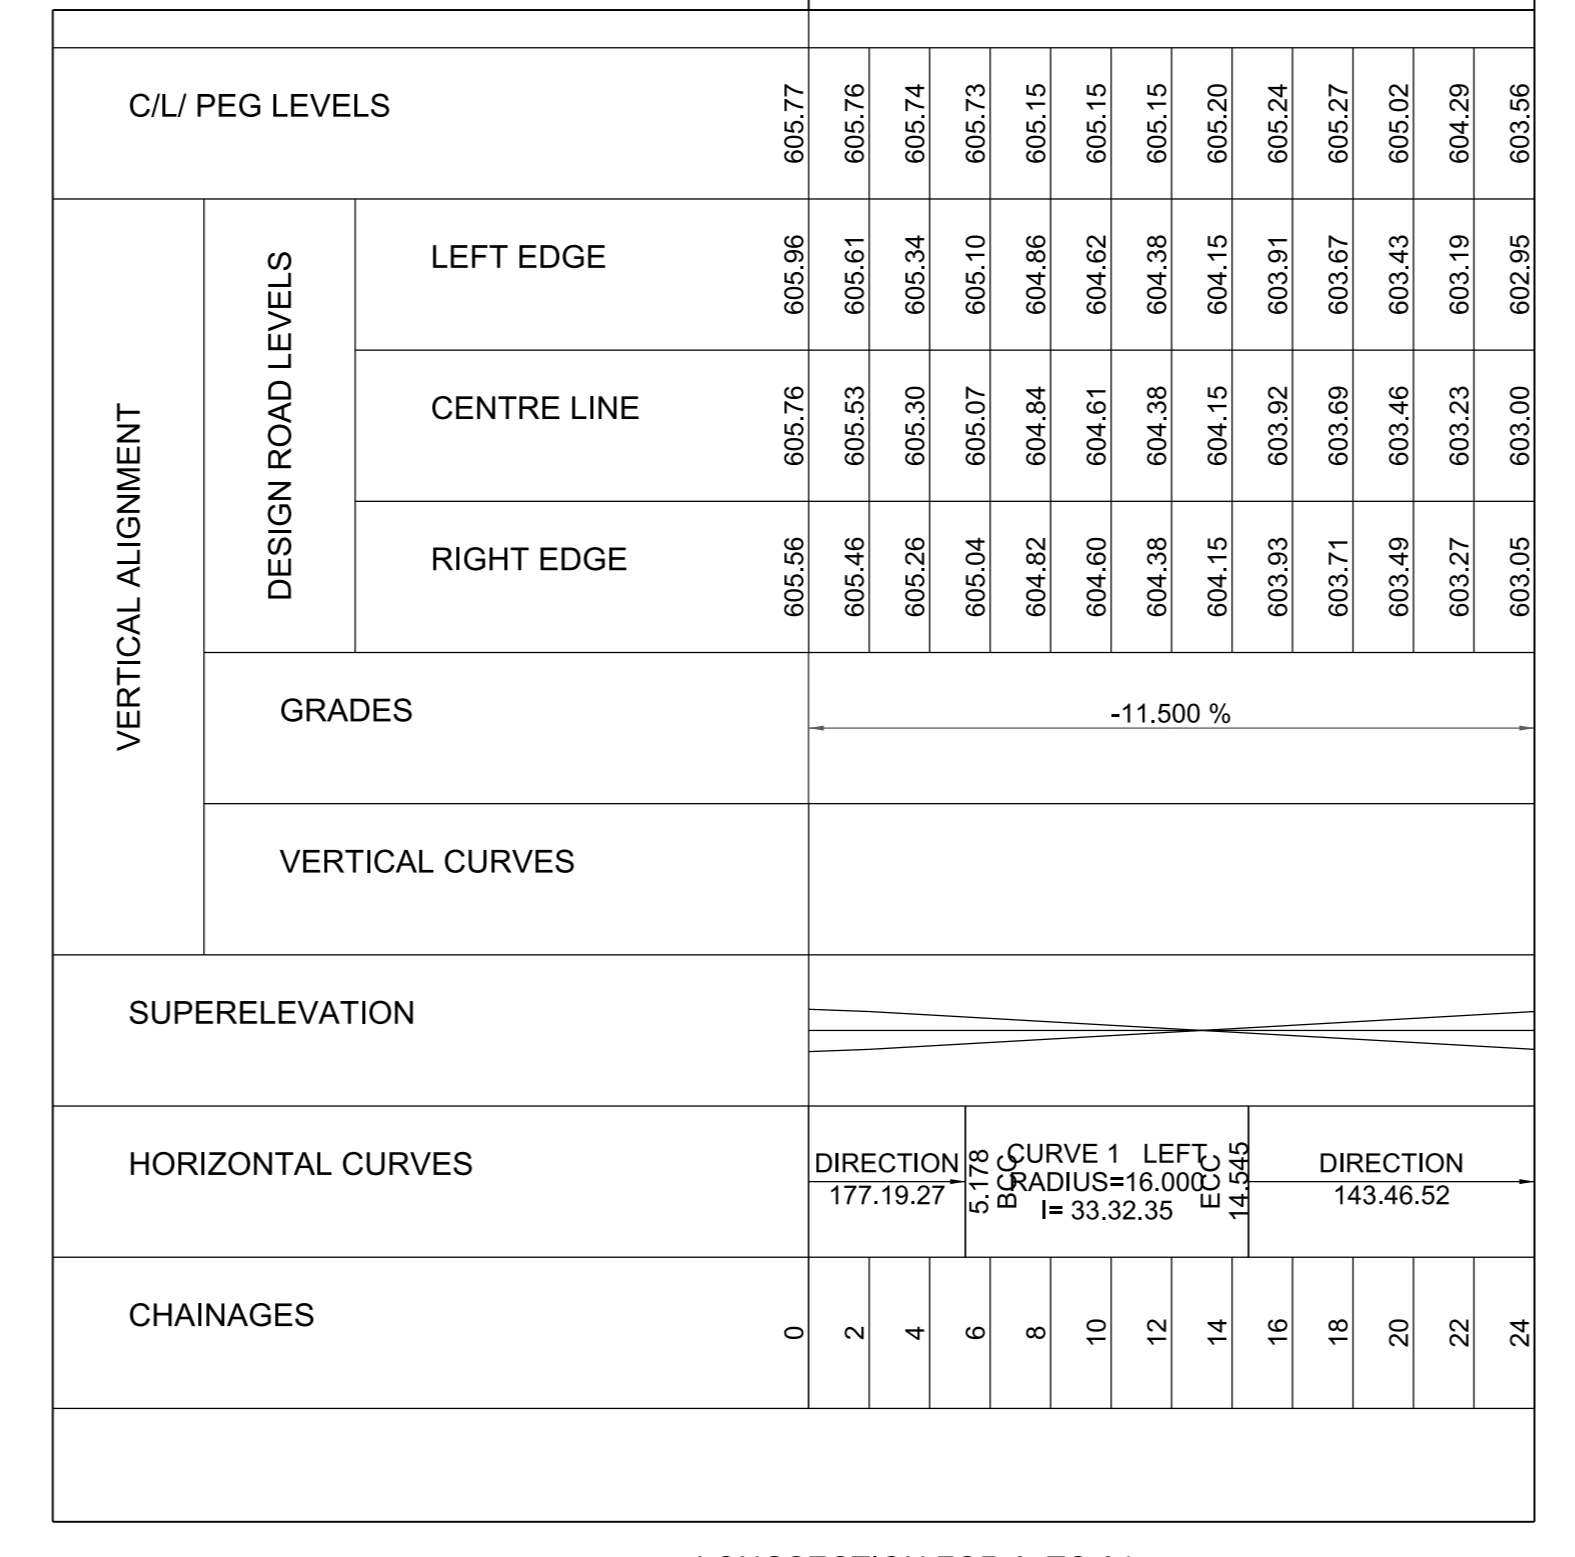 C/L/ PEG LEVELS 605.77 605.76 605.74 605.73 605.15 605.15 605.15 605.20 605.24 605.27 605.02 604.29 603.56
VERTICAL ALIGNMENT
DESIGN ROAD LEVELS
LEFT EDGE 605.96 605.61 605.34 605.10 604.86 604.62 604.38 604.15 603.91 603.67 603.43 603.19 602.95
CENTRE LINE 605.76 605.53 605.30 605.07 604.84 604.61 604.38 604.15 603.92 603.69 603.46 603.23 603.00
RIGHT EDGE 605.56 605.46 605.26 605.04 604.82 604.60 604.38 604.15 603.93 603.71 603.49 603.27 603.05
GRADES -11.500 %
VERTICAL CURVES
SUPERELEVATION
HORIZONTAL CURVES
DIRECTION
177.19.27
5.178
BCC
CURVE 1 LEFT
RADIUS=16.000
I= 33.32.35
ECC
14.545
DIRECTION
143.46.52
CHAINAGES 0 2 4 6 8 10 12 14 16 18 20 22 24